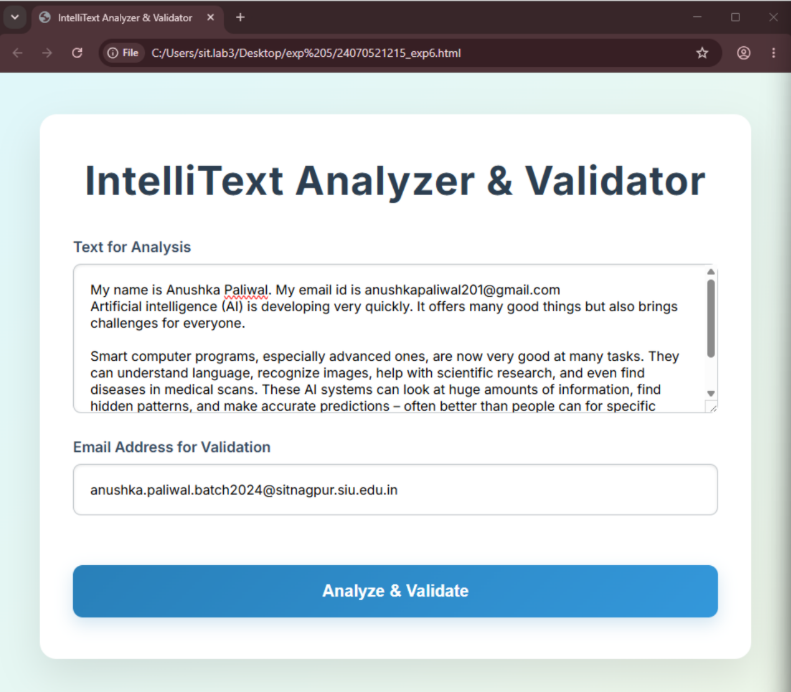 IntelliText Analyzer & Validator
File C:/Users/sit.lab3/Desktop/exp%205/24070521215_exp6.html
IntelliText Analyzer & Validator
Text for Analysis
My name is Anushka Paliwal. My email id is anushkapaliwal201@gmail.com
Artificial intelligence (AI) is developing very quickly. It offers many good things but also brings
challenges for everyone.
Smart computer programs, especially advanced ones, are now very good at many tasks. They
can understand language, recognize images, help with scientific research, and even find
diseases in medical scans. These AI systems can look at huge amounts of information, find
hidden patterns, and make accurate predictions – often better than people can for specific
Email Address for Validation
anushka.paliwal.batch2024@sitnagpur.siu.edu.in
Analyze & Validate